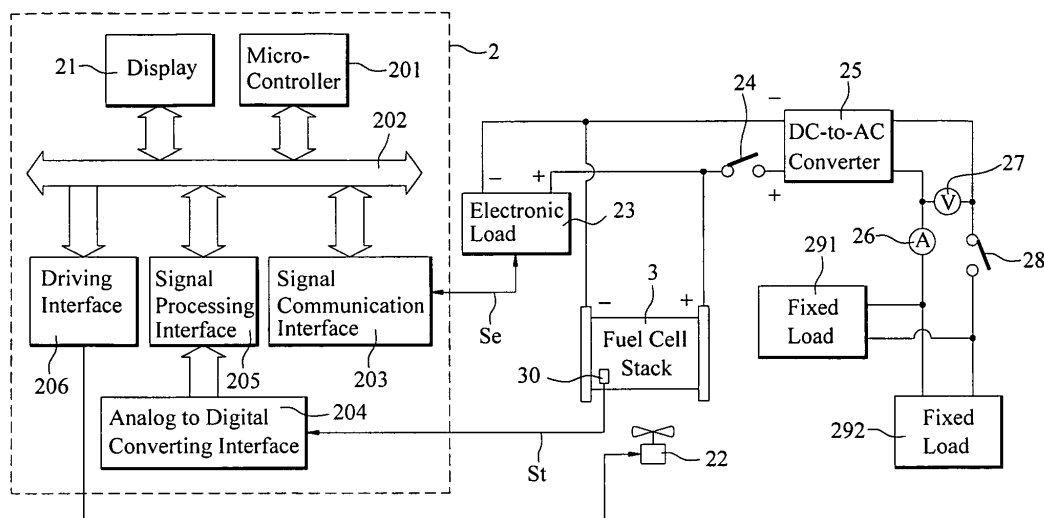 2
21
Display
Micro-
Controller
201
202
24
25
−
DC-to-AC
Converter
+
27
V
−
+
Electronic
Load
23
26
A
28
291
Fixed
Load
Driving
Interface
206
Signal
Processing
Interface
205
Signal
Communication
Interface
203
Se
−
3
+
Fuel Cell
Stack
30
Analog to Digital
Converting Interface
204
St
22
292
Fixed
Load